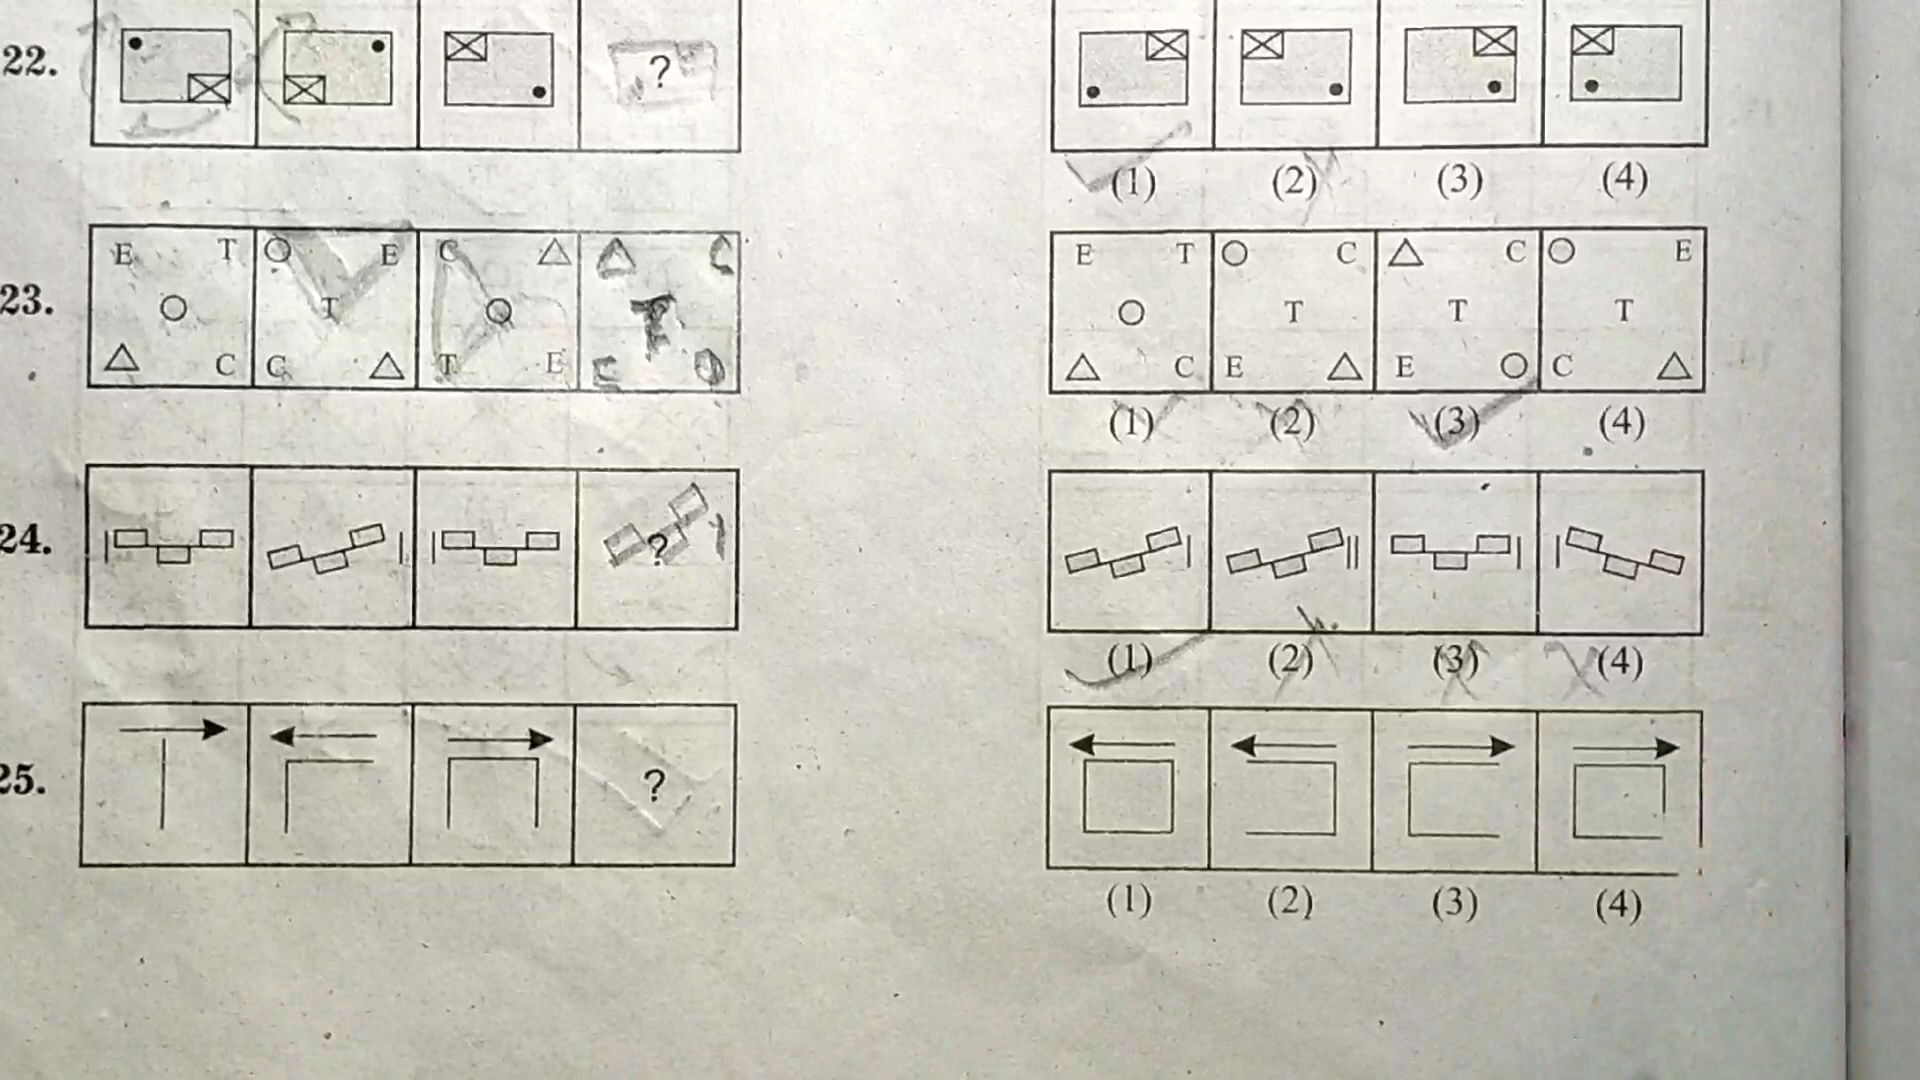 22. ?
(1) (2) (3) (4)
E T O E C △ △ C E T O C △ C O E
23. O T O T O T T T
△ C C △ T E E O △ C E △ E O C △
(1) (2) (3) (4)
24. ?
(1) (2) (3) (4)
25. ?
(1) (2) (3) (4)